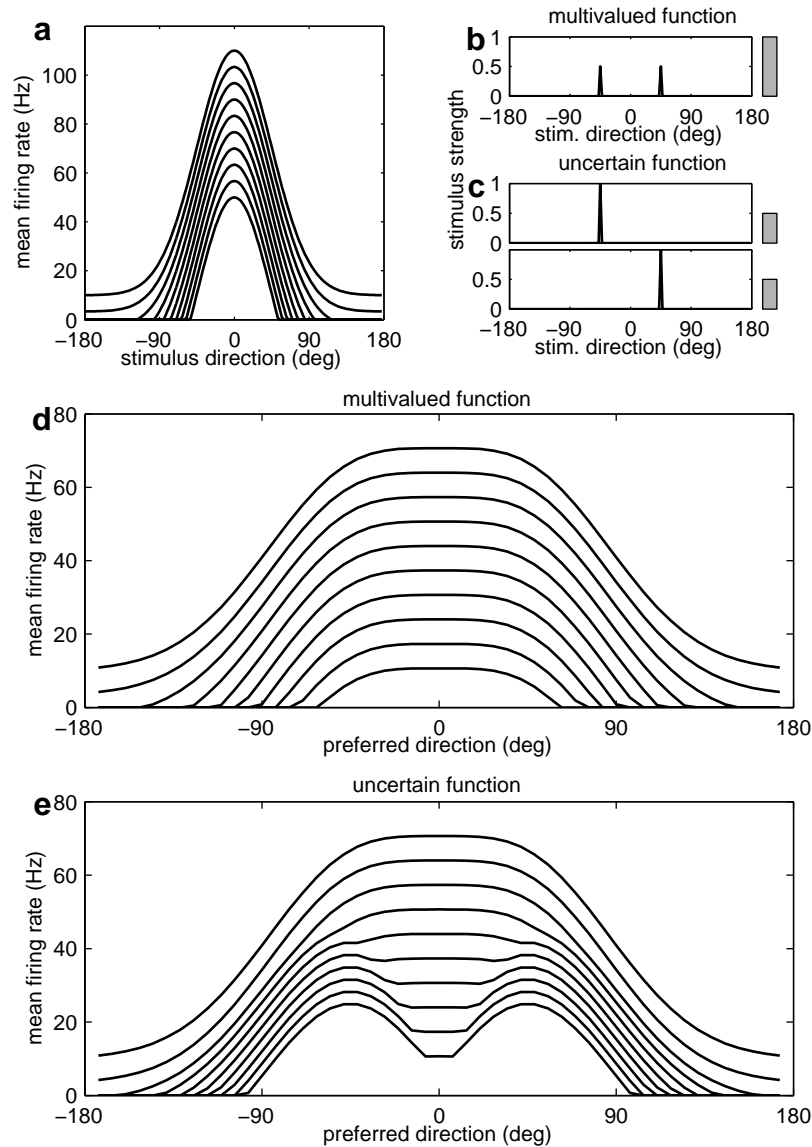 a
mean firing rate (Hz)
100
80
60
40
20
0
−180 −90 0 90 180
stimulus direction (deg)
b
multivalued function
1
0.5
0
−180 −90 0 90 180
stim. direction (deg)
stimulus strength
c
uncertain function
1
0.5
0
0.5
0
−180 −90 0 90 180
stim. direction (deg)
d
multivalued function
mean firing rate (Hz)
80
60
40
20
0
−180 −90 0 90 180
preferred direction (deg)
e
uncertain function
mean firing rate (Hz)
80
60
40
20
0
−180 −90 0 90 180
preferred direction (deg)